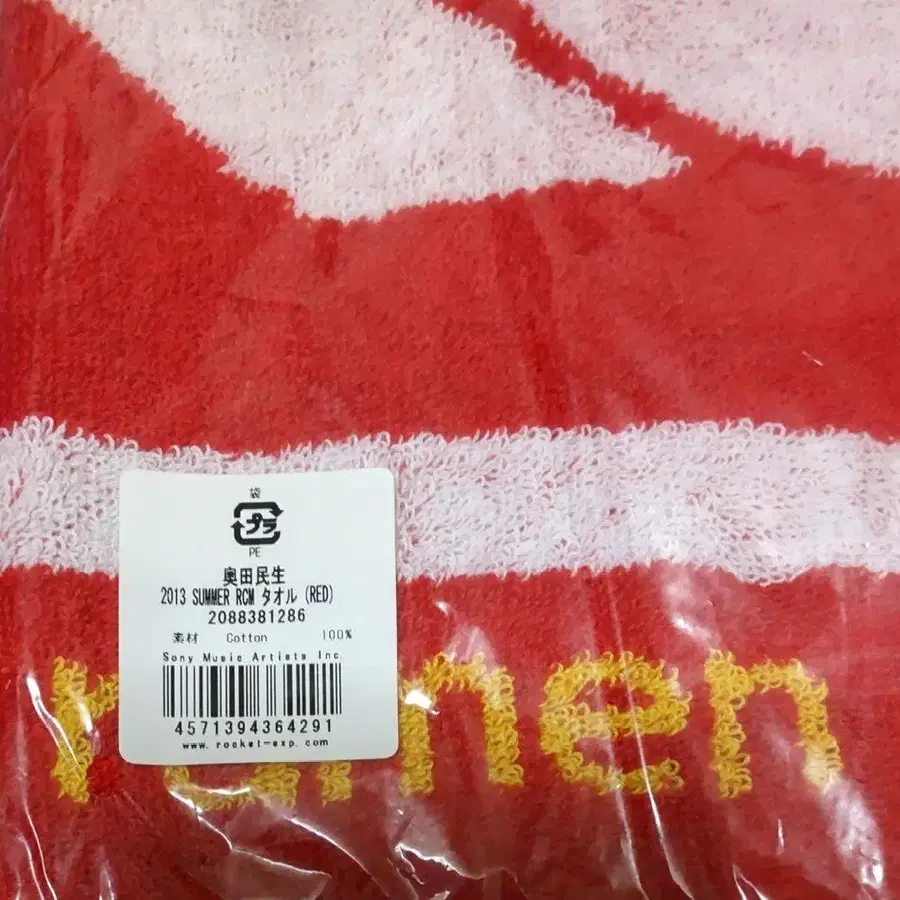 袋
プラ
PE
奥田民生
2013 SUMMER RCM タオル (RED)
2088381286
素材 Cotton 100%
Sony Music Artists Inc.
4571394364291
www.rocket-exp.com